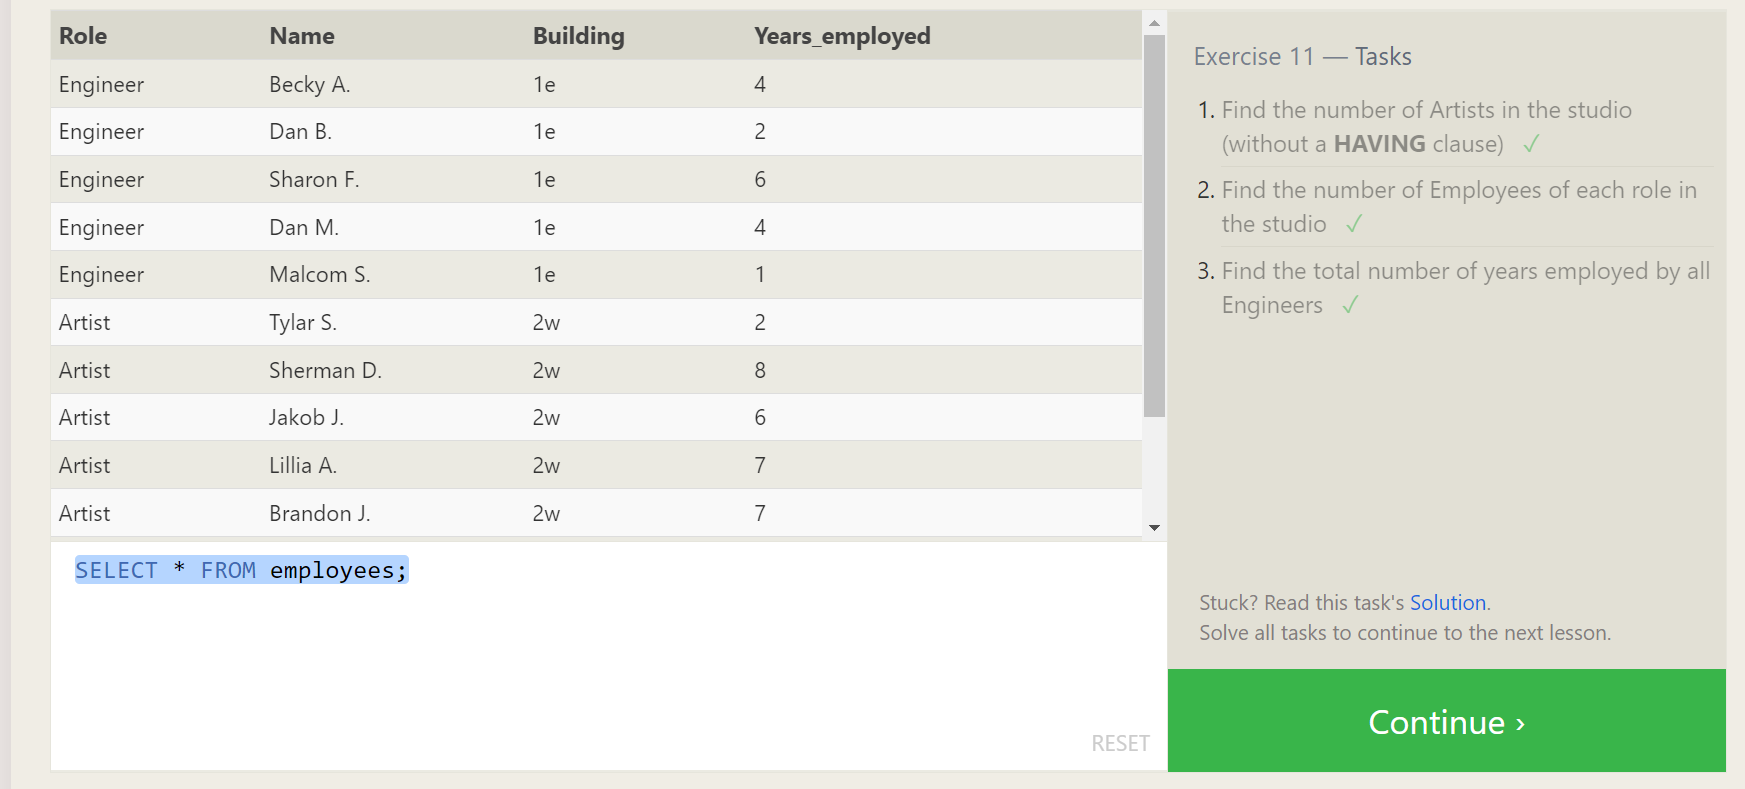 Role Name Building Years_employed
Engineer Becky A. 1e 4
Engineer Dan B. 1e 2
Engineer Sharon F. 1e 6
Engineer Dan M. 1e 4
Engineer Malcom S. 1e 1
Artist Tylar S. 2w 2
Artist Sherman D. 2w 8
Artist Jakob J. 2w 6
Artist Lillia A. 2w 7
Artist Brandon J. 2w 7
SELECT * FROM employees;
RESET
Exercise 11 — Tasks
1. Find the number of Artists in the studio
(without a HAVING clause) ✓
2. Find the number of Employees of each role in
the studio ✓
3. Find the total number of years employed by all
Engineers ✓
Stuck? Read this task's Solution.
Solve all tasks to continue to the next lesson.
Continue ›